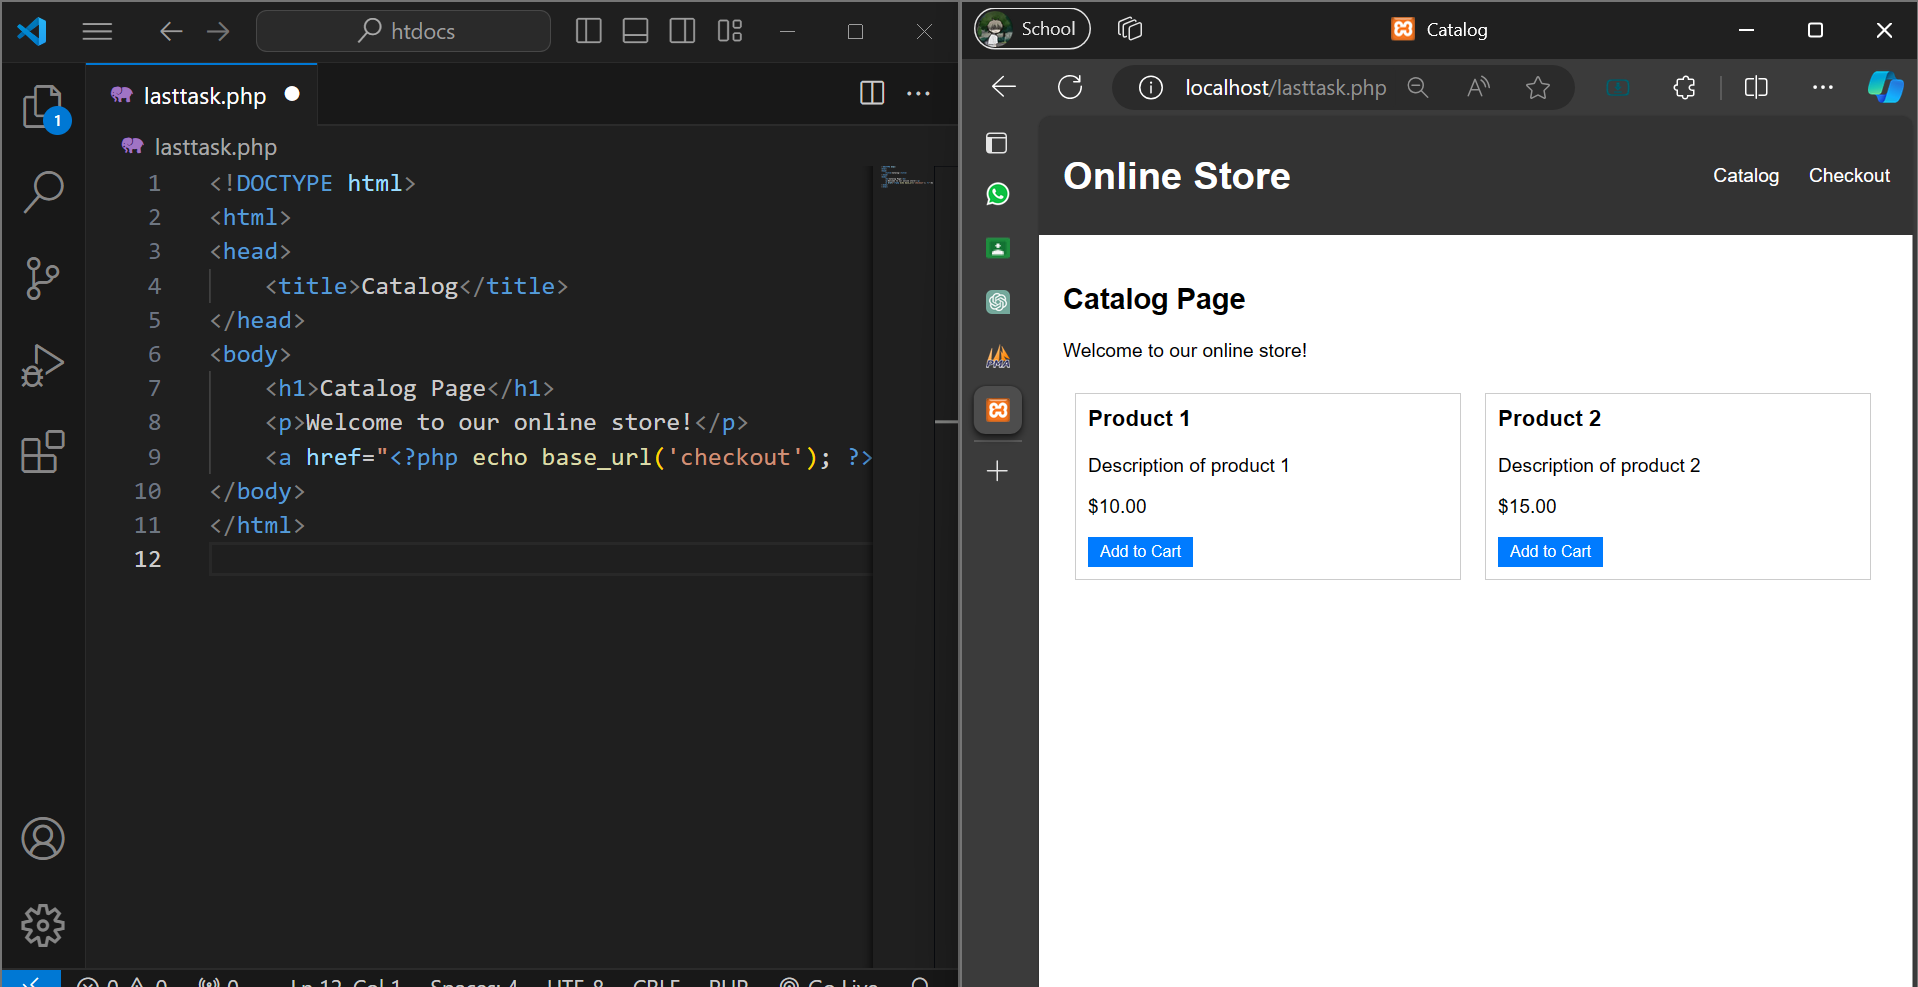 htdocs
lasttask.php
1
lasttask.php
1 <!DOCTYPE html>
2 <html>
3 <head>
4 <title>Catalog</title>
5 </head>
6 <body>
7 <h1>Catalog Page</h1>
8 <p>Welcome to our online store!</p>
9 <a href="<?php echo base_url('checkout'); ?>
10 </body>
11 </html>
12
School
Catalog
localhost/lasttask.php
Online Store
Catalog
Checkout
PMA
Catalog Page
Welcome to our online store!
Product 1
Description of product 1
$10.00
Add to Cart
Product 2
Description of product 2
$15.00
Add to Cart